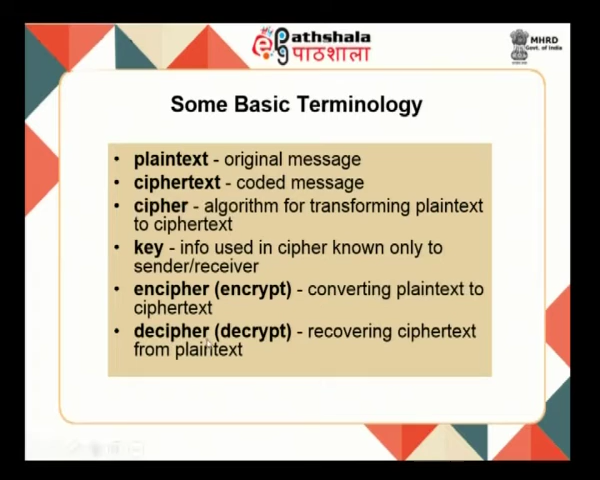 epathshala
पाठशाला
MHRD
Govt. of India
Some Basic Terminology
• plaintext - original message
• ciphertext - coded message
• cipher - algorithm for transforming plaintext
to ciphertext
• key - info used in cipher known only to
sender/receiver
• encipher (encrypt) - converting plaintext to
ciphertext
• decipher (decrypt) - recovering ciphertext
from plaintext